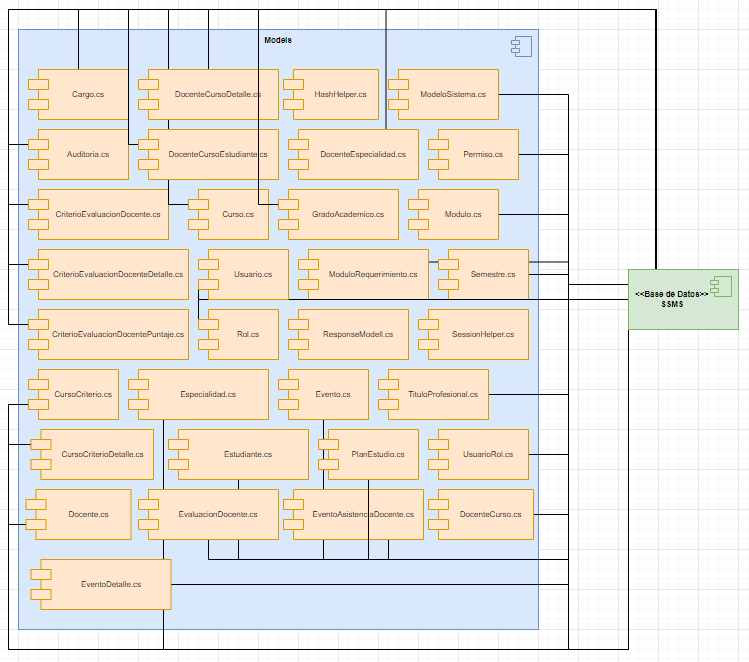 Models
Cargo.cs
DocenteCursoDetalle.cs
HashHelper.cs
ModeloSistema.cs
Auditoria.cs
DocenteCursoEstudiante.cs
DocenteEspecialidad.cs
Permiso.cs
CriterioEvaluacionDocente.cs
Curso.cs
GradoAcademico.cs
Modulo.cs
CriterioEvaluacionDocenteDetalle.cs
Usuario.cs
ModuloRequerimiento.cs
Semestre.cs
<<Base de Datos>>
SSMS
CriterioEvaluacionDocentePuntaje.cs
Rol.cs
ResponseModell.cs
SessionHelper.cs
CursoCriterio.cs
Especialidad.cs
Evento.cs
TituloProfesional.cs
CursoCriterioDetalle.cs
Estudiante.cs
PlanEstudio.cs
UsuarioRol.cs
Docente.cs
EvaluacionDocente.cs
EventoAsistenciaDocente.cs
DocenteCurso.cs
EventoDetalle.cs